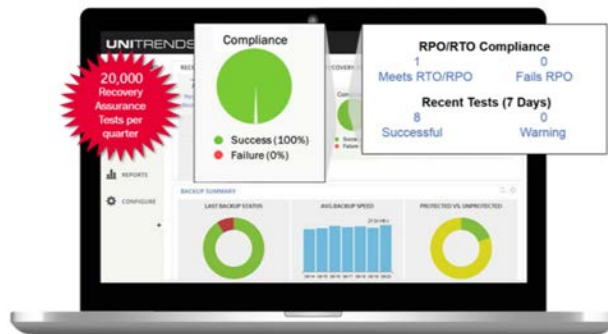 UNITRENDS
20,000
Recovery
Assurance
Tests per
quarter
Compliance
Success (100%)
Failure (0%)
RPO/RTO Compliance
1 0
Meets RTO/RPO Fails RPO
Recent Tests (7 Days)
8 0
Successful Warning
REPORTS
CONFIGURE
BACKUP SUMMARY
LAST BACKUP STATUS
AVG. BACKUP SPEED
PROTECTED VS. UNPROTECTED